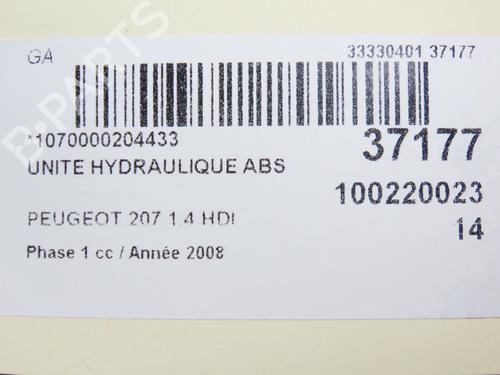 GA 33330401 37177
*1070000204433 37177
UNITE HYDRAULIQUE ABS
100220023
PEUGEOT 207 1.4 HDI 14
Phase 1 cc / Année 2008
B-PARTS